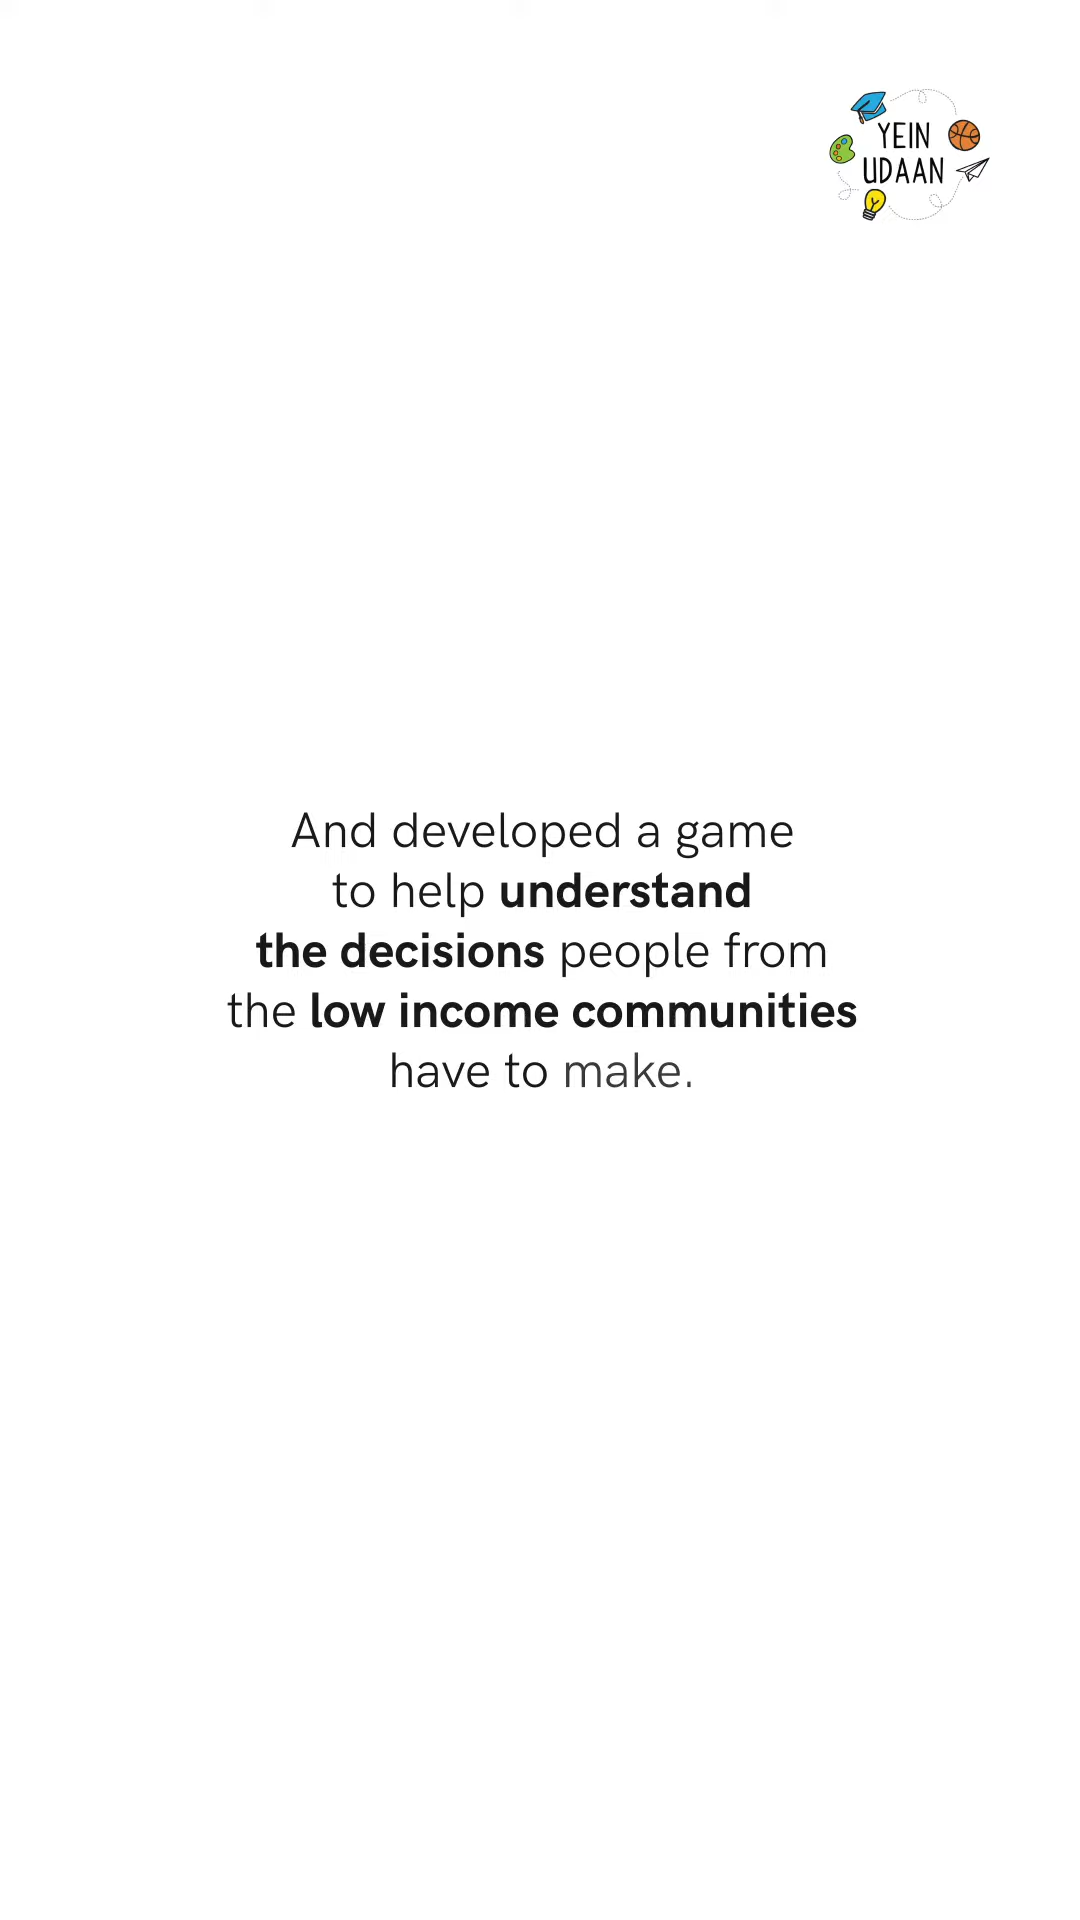 YEIN
UDAAN
And developed a game
to help understand
the decisions people from
the low income communities
have to make.